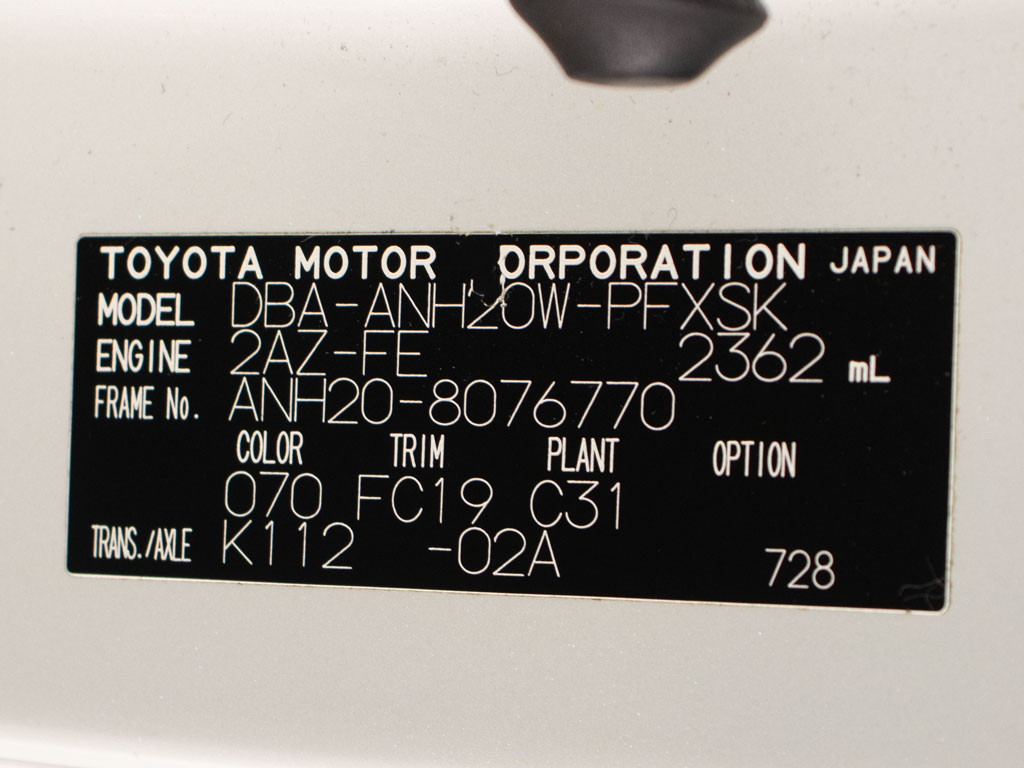 TOYOTA MOTOR ORPORATION JAPAN
MODEL DBA-ANH20W-PFXSK
ENGINE 2AZ-FE 2362 mL
FRAME No. ANH20-8076770
COLOR TRIM PLANT OPTION
070 FC19 C31
TRANS./AXLE K112 -02A 728